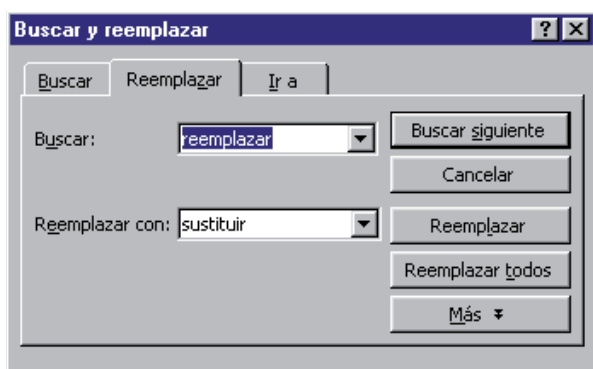 Buscar y reemplazar
Buscar Reemplazar Ir a
Buscar: reemplazar Buscar siguiente
Cancelar
Reemplazar con: sustituir Reemplazar
Reemplazar todos
Más